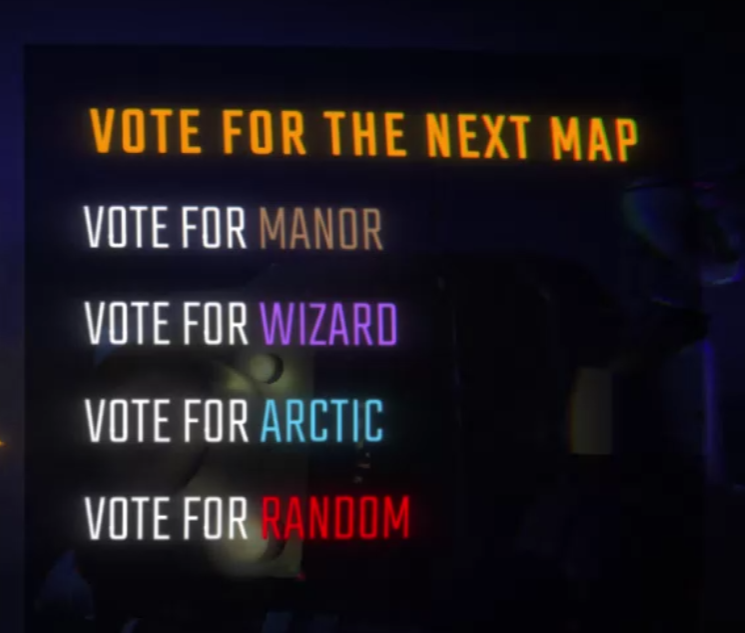 VOTE FOR THE NEXT MAP
VOTE FOR MANOR
VOTE FOR WIZARD
VOTE FOR ARCTIC
VOTE FOR RANDOM